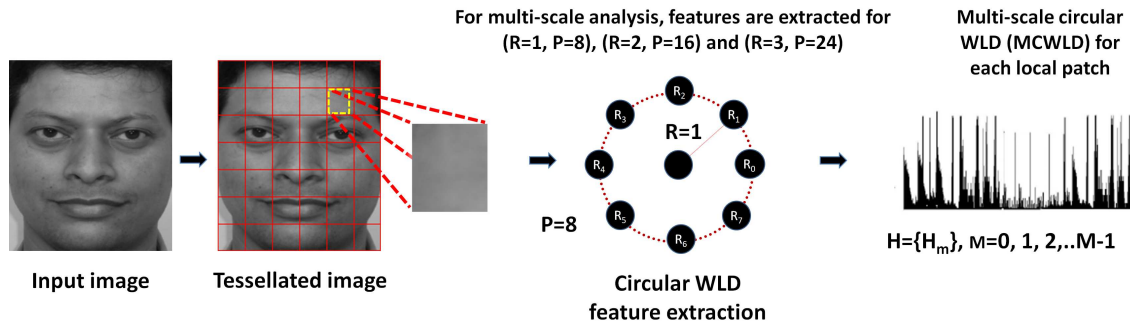 For multi-scale analysis, features are extracted for
(R=1, P=8), (R=2, P=16) and (R=3, P=24)
Multi-scale circular
WLD (MCWLD) for
each local patch
R₂
R₃
R₁
R=1
R₄
R₀
R₅
R₇
P=8
R₆
H={Hₘ}, M=0, 1, 2,..M-1
Input image
Tessellated image
Circular WLD
feature extraction